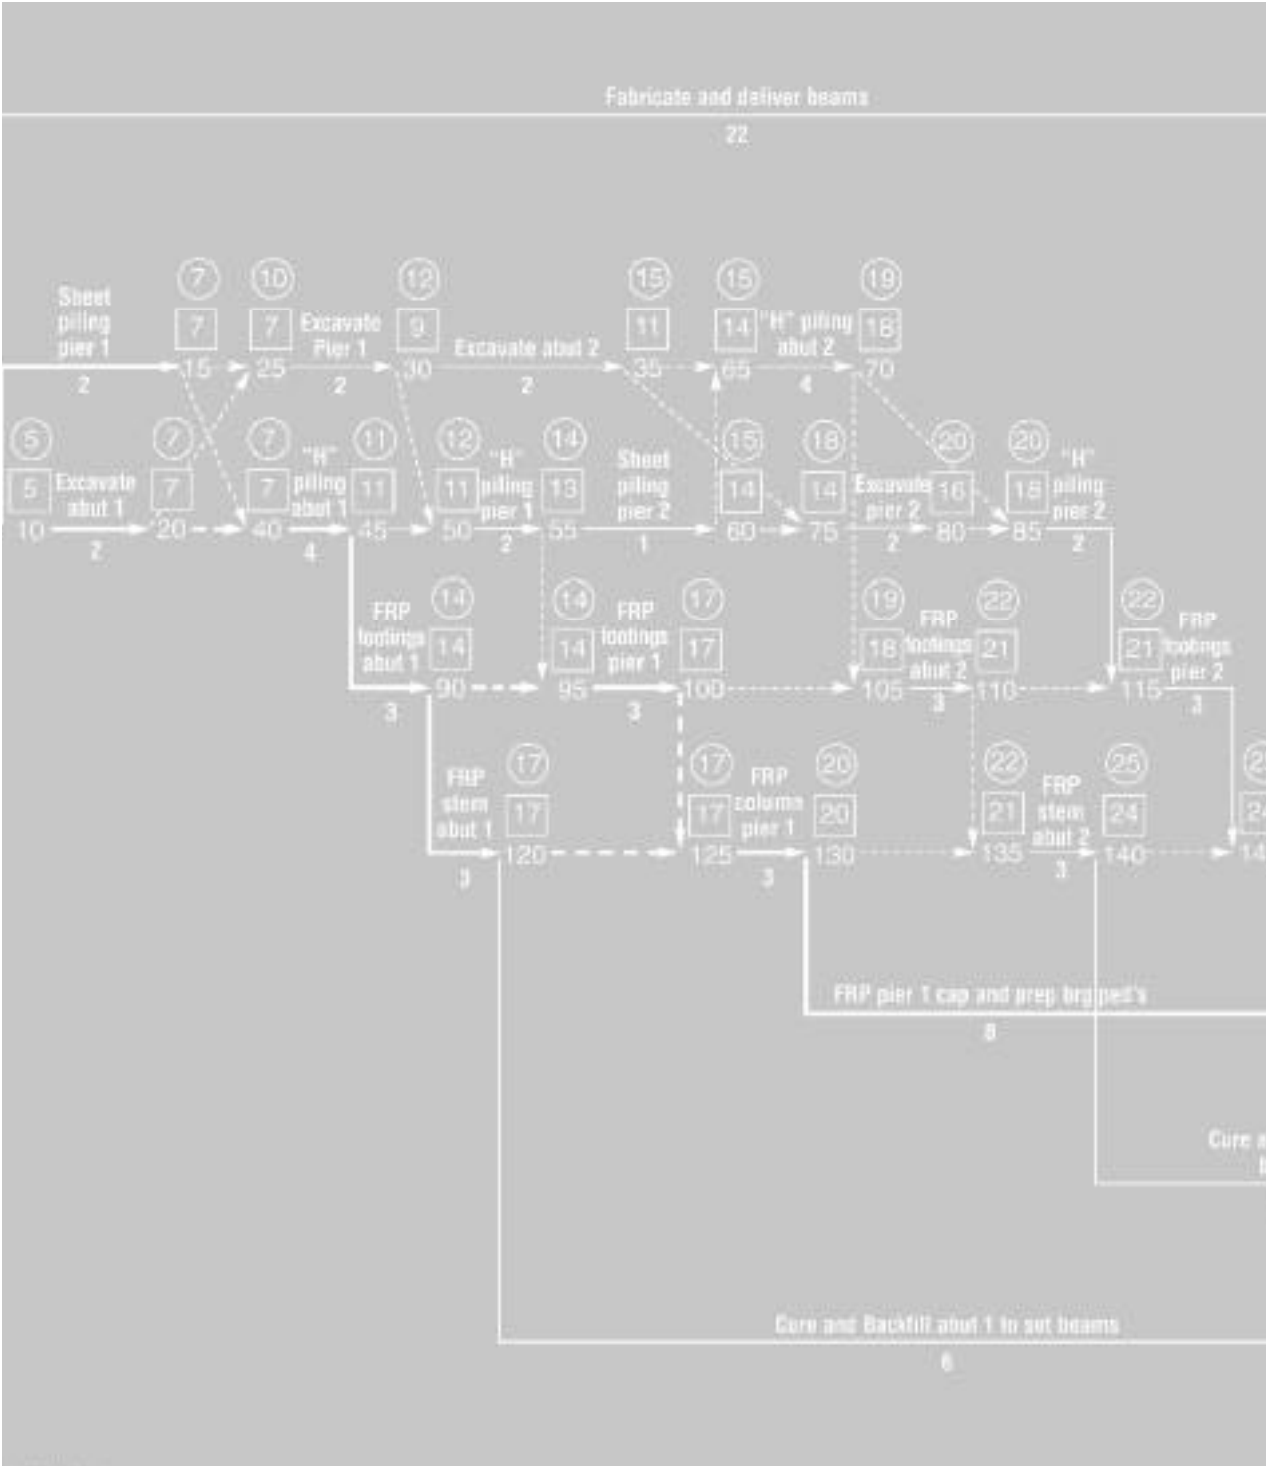 Fabricate and deliver beams
22
7 10 12 15 15 19
Sheet
piling
pier 1
7 7 9 11 14 18
Excavate
Pier 1
Excavate abut 2
"H" piling
abut 2
15 25 30 35 65 70
2 2 2 4
5 7 7 11 12 14 15 18 20 20
5 7 7 11 11 13 14 14 16 18
Excavate
abut 1
"H"
piling
abut 1
"H"
piling
pier 1
Sheet
piling
pier 2
Excavate
pier 2
"H"
piling
pier 2
10 20 40 45 50 55 60 75 80 85
2 4 2 1 2 2
14 14 17 19 22 22
14 14 17 18 21 21
FRP
footings
abut 1
FRP
footings
pier 1
FRP
footings
abut 2
FRP
footings
pier 2
90 95 100 105 110 115
3 3 3 3
17 17 20 22 25
17 17 20 21 24
FRP
stem
abut 1
FRP
column
pier 1
FRP
stem
abut 2
120 125 130 135 140
3 3 3
FRP pier 1 cap and prep brg ped's
8
Cure
Cure and Backfill abut 1 to set beams
6